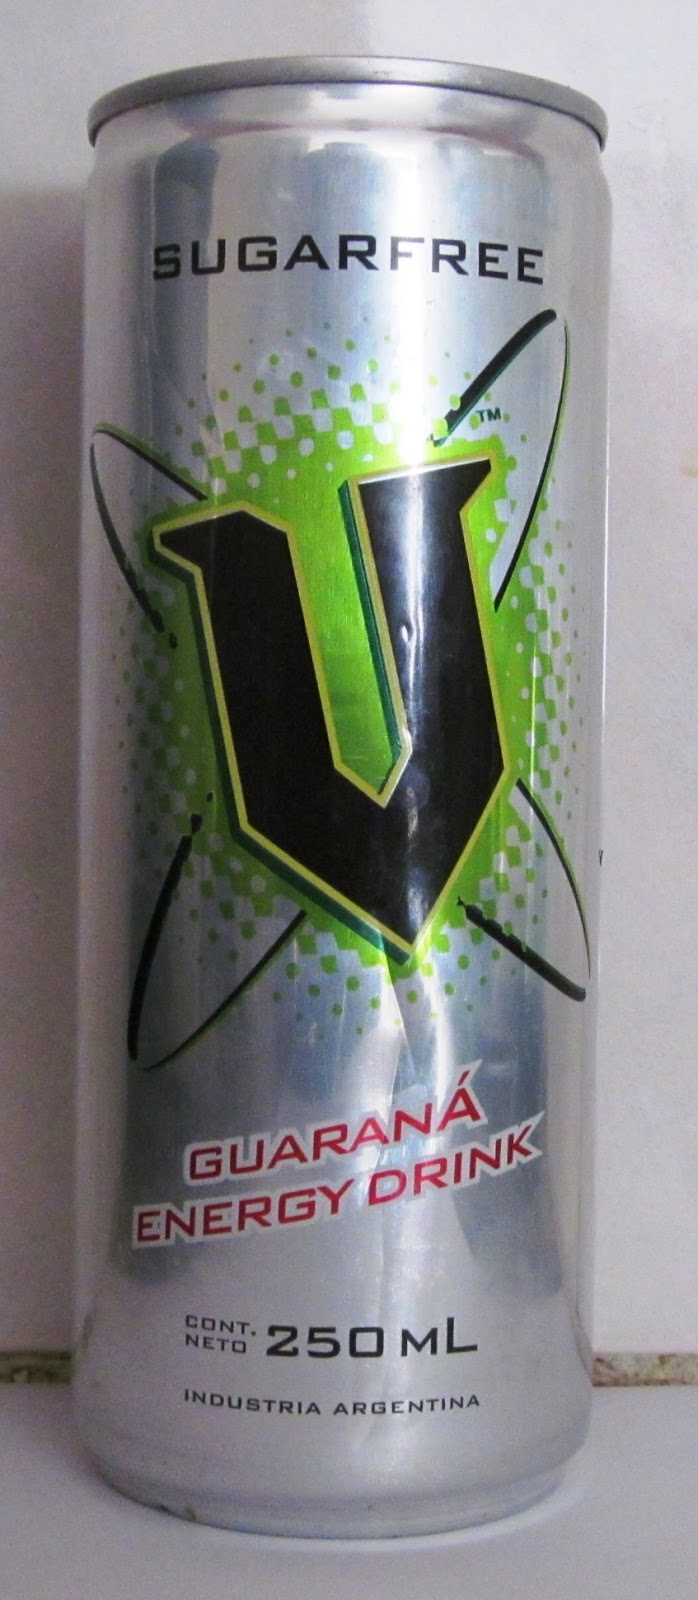 SUGARFREE
TM
V
GUARANÁ
ENERGY DRINK
CONT.
NETO 250 ML
INDUSTRIA ARGENTINA